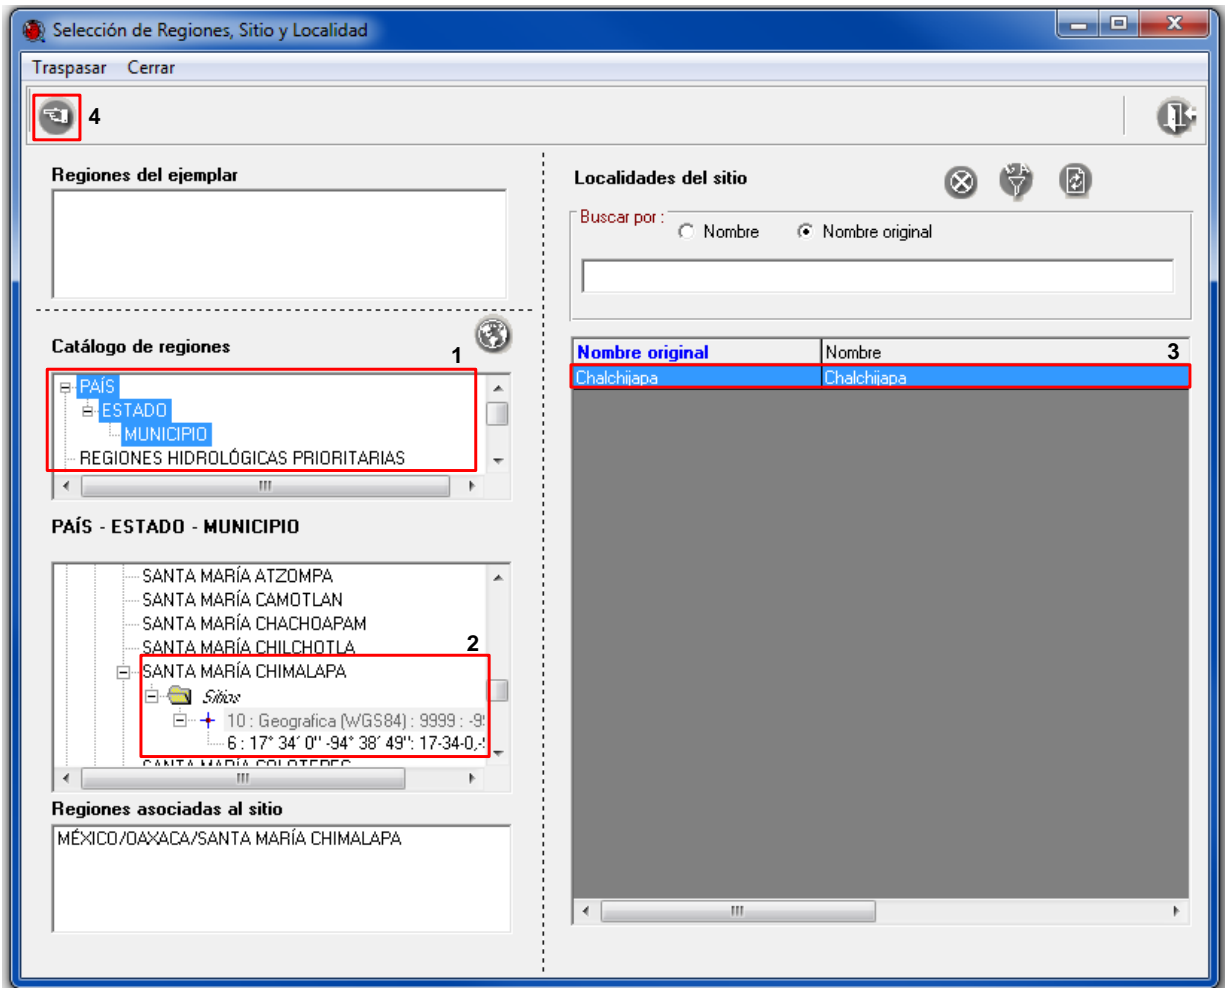 Selección de Regiones, Sitio y Localidad
Traspasar Cerrar
4
Regiones del ejemplar
Catálogo de regiones
1
PAÍS
ESTADO
MUNICIPIO
REGIONES HIDROLÓGICAS PRIORITARIAS
PAÍS - ESTADO - MUNICIPIO
SANTA MARÍA ATZOMPA
SANTA MARÍA CAMOTLAN
SANTA MARÍA CHACHOAPAM
SANTA MARÍA CHILCHOTLA
2
SANTA MARÍA CHIMALAPA
Sitios
10 : Geografica (WGS84) : 9999 : -9
6 : 17° 34´ 0'' -94° 38´ 49'': 17-34-0,-
SANTA MARÍA COLOTEPEC
Regiones asociadas al sitio
MÉXICO/OAXACA/SANTA MARÍA CHIMALAPA
Localidades del sitio
Buscar por :
Nombre Nombre original
Nombre original Nombre 3
Chalchijapa Chalchijapa